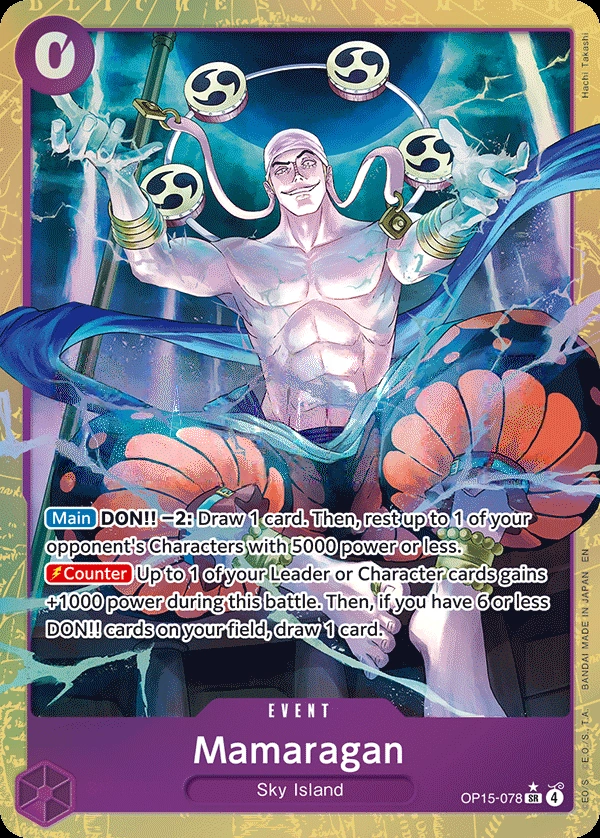 0
Hachi Takashi
Main DON!! −2: Draw 1 card. Then, rest up to 1 of your
opponent's Characters with 5000 power or less.
Counter Up to 1 of your Leader or Character cards gains
+1000 power during this battle. Then, if you have 6 or less
DON!! cards on your field, draw 1 card.
©E.O./S. ©E.O./S.,T.A. BANDAI MADE IN JAPAN EN
EVENT
Mamaragan
Sky Island
OP15-078 SR 4